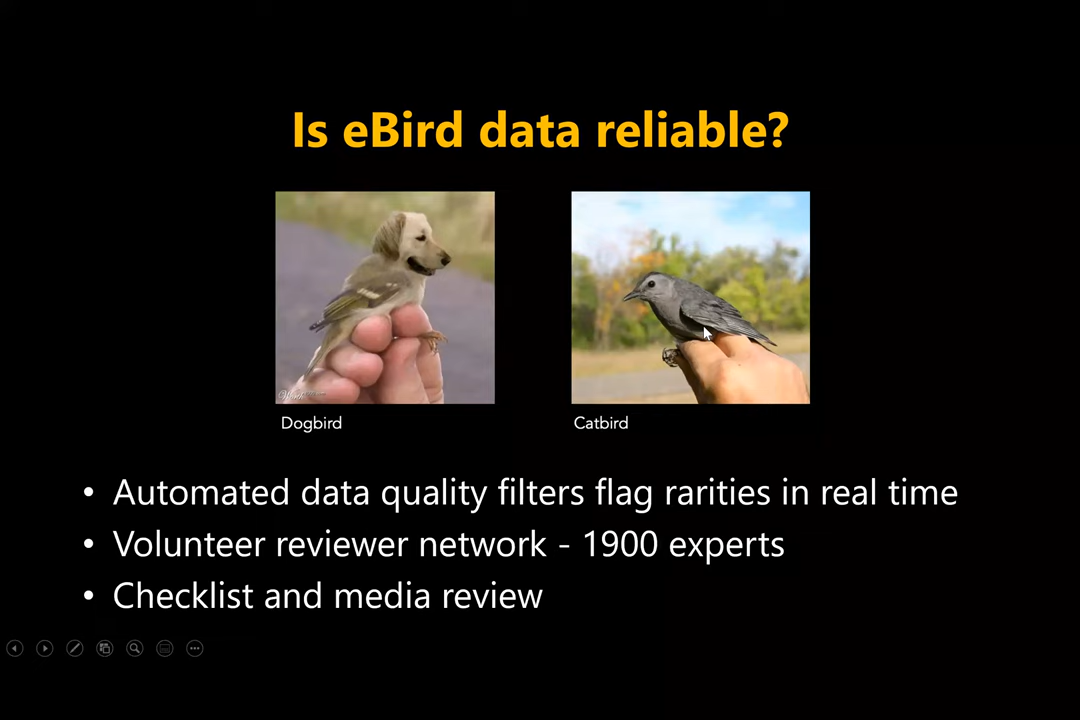 Is eBird data reliable?
Dogbird
Catbird
• Automated data quality filters flag rarities in real time
• Volunteer reviewer network - 1900 experts
• Checklist and media review